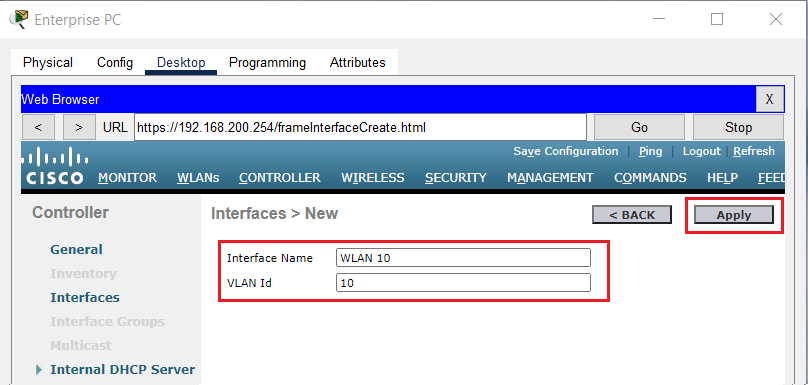 Enterprise PC
Physical Config Desktop Programming Attributes
Web Browser X
< > URL https://192.168.200.254/frameInterfaceCreate.html Go Stop
Save Configuration | Ping | Logout | Refresh
CISCO MONITOR WLANs CONTROLLER WIRELESS SECURITY MANAGEMENT COMMANDS HELP FEED
Controller Interfaces > New < BACK Apply
General
Inventory
Interfaces
Interface Groups
Multicast
Internal DHCP Server
Interface Name WLAN 10
VLAN Id 10